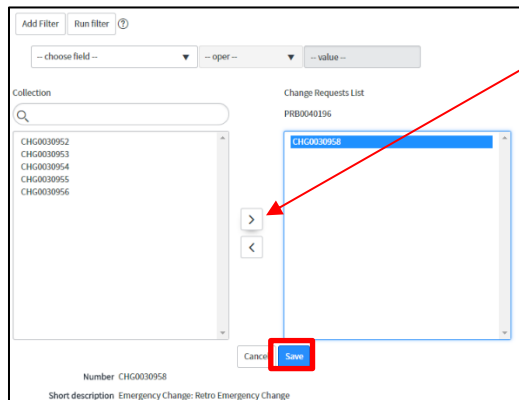 Add Filter Run filter ?
-- choose field -- -- oper -- -- value --
Collection
Change Requests List
PRB0040196
CHG0030952
CHG0030953
CHG0030954
CHG0030955
CHG0030956
CHG0030958
>
<
Cancel Save
Number CHG0030958
Short description Emergency Change: Retro Emergency Change